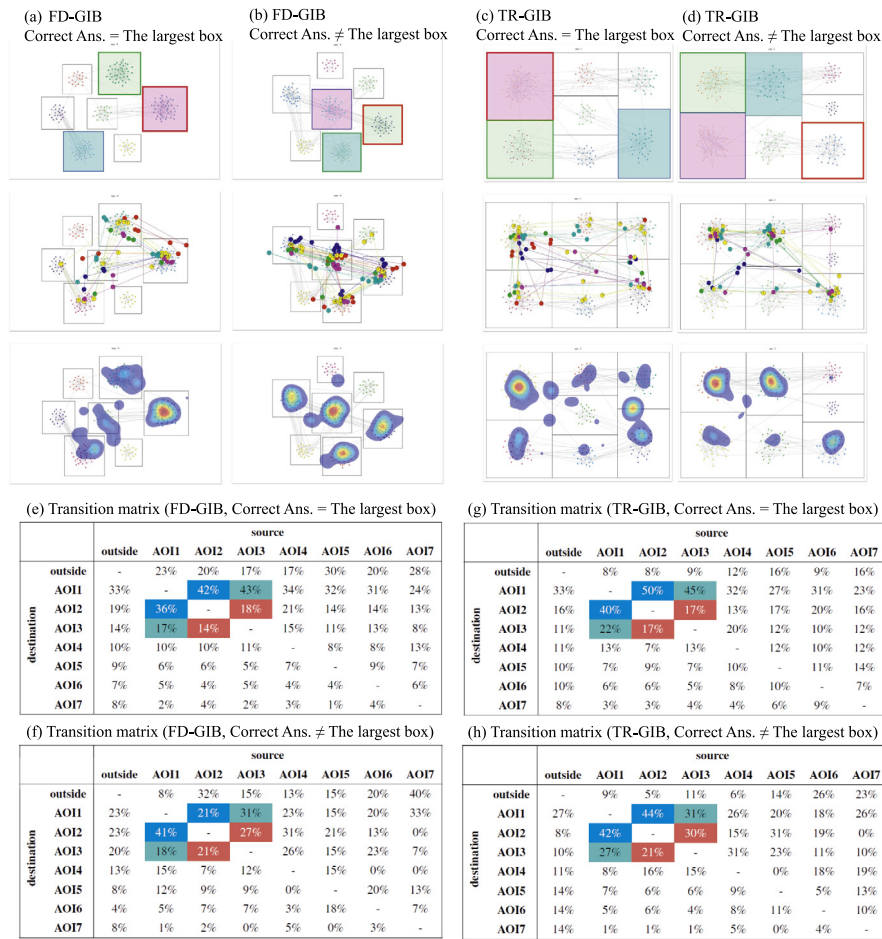 (a) FD-GIB
Correct Ans. = The largest box
(b) FD-GIB
Correct Ans. ≠ The largest box
(c) TR-GIB
Correct Ans. = The largest box
(d) TR-GIB
Correct Ans. ≠ The largest box
(e) Transition matrix (FD-GIB, Correct Ans. = The largest box)
source
outside AOI1 AOI2 AOI3 AOI4 AOI5 AOI6 AOI7
destination
outside - 23% 20% 17% 17% 30% 20% 28%
AOI1 33% - 42% 43% 34% 32% 31% 24%
AOI2 19% 36% - 18% 21% 14% 14% 13%
AOI3 14% 17% 14% - 15% 11% 13% 8%
AOI4 10% 10% 10% 11% - 8% 8% 13%
AOI5 9% 6% 6% 5% 7% - 9% 7%
AOI6 7% 5% 4% 5% 4% 4% - 6%
AOI7 8% 2% 4% 2% 3% 1% 4% -
(f) Transition matrix (FD-GIB, Correct Ans. ≠ The largest box)
source
outside AOI1 AOI2 AOI3 AOI4 AOI5 AOI6 AOI7
destination
outside - 8% 32% 15% 13% 15% 20% 40%
AOI1 23% - 21% 31% 23% 15% 20% 33%
AOI2 23% 41% - 27% 31% 21% 13% 0%
AOI3 20% 18% 21% - 26% 15% 23% 7%
AOI4 13% 15% 7% 12% - 15% 0% 0%
AOI5 8% 12% 9% 9% 0% - 20% 13%
AOI6 4% 5% 7% 7% 3% 18% - 7%
AOI7 8% 1% 2% 0% 5% 0% 3% -
(g) Transition matrix (TR-GIB, Correct Ans. = The largest box)
source
outside AOI1 AOI2 AOI3 AOI4 AOI5 AOI6 AOI7
destination
outside - 8% 8% 9% 12% 16% 9% 16%
AOI1 33% - 50% 45% 32% 27% 31% 23%
AOI2 16% 40% - 17% 13% 17% 20% 16%
AOI3 11% 22% 17% - 20% 12% 10% 12%
AOI4 11% 13% 7% 13% - 12% 10% 12%
AOI5 10% 7% 9% 7% 10% - 11% 14%
AOI6 10% 6% 6% 5% 8% 10% - 7%
AOI7 8% 3% 3% 4% 4% 6% 9% -
(h) Transition matrix (TR-GIB, Correct Ans. ≠ The largest box)
source
outside AOI1 AOI2 AOI3 AOI4 AOI5 AOI6 AOI7
destination
outside - 9% 5% 11% 6% 14% 26% 23%
AOI1 27% - 44% 31% 26% 20% 18% 26%
AOI2 8% 42% - 30% 15% 31% 19% 0%
AOI3 10% 27% 21% - 31% 23% 11% 10%
AOI4 11% 8% 16% 15% - 0% 18% 19%
AOI5 14% 7% 6% 6% 9% - 5% 13%
AOI6 14% 5% 6% 4% 8% 11% - 10%
AOI7 14% 1% 1% 1% 5% 0% 4% -